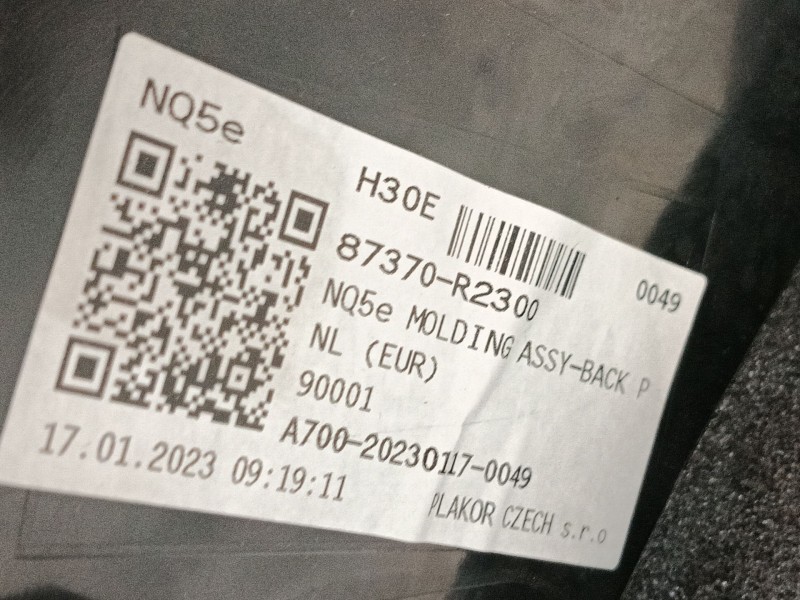 NQ5e
H30E
0049
87370-R2300
NQ5e MOLDING ASSY-BACK P
NL (EUR)
90001
A700-20230117-0049
17.01.2023 09:19:11
PLAKOR CZECH s.r.o